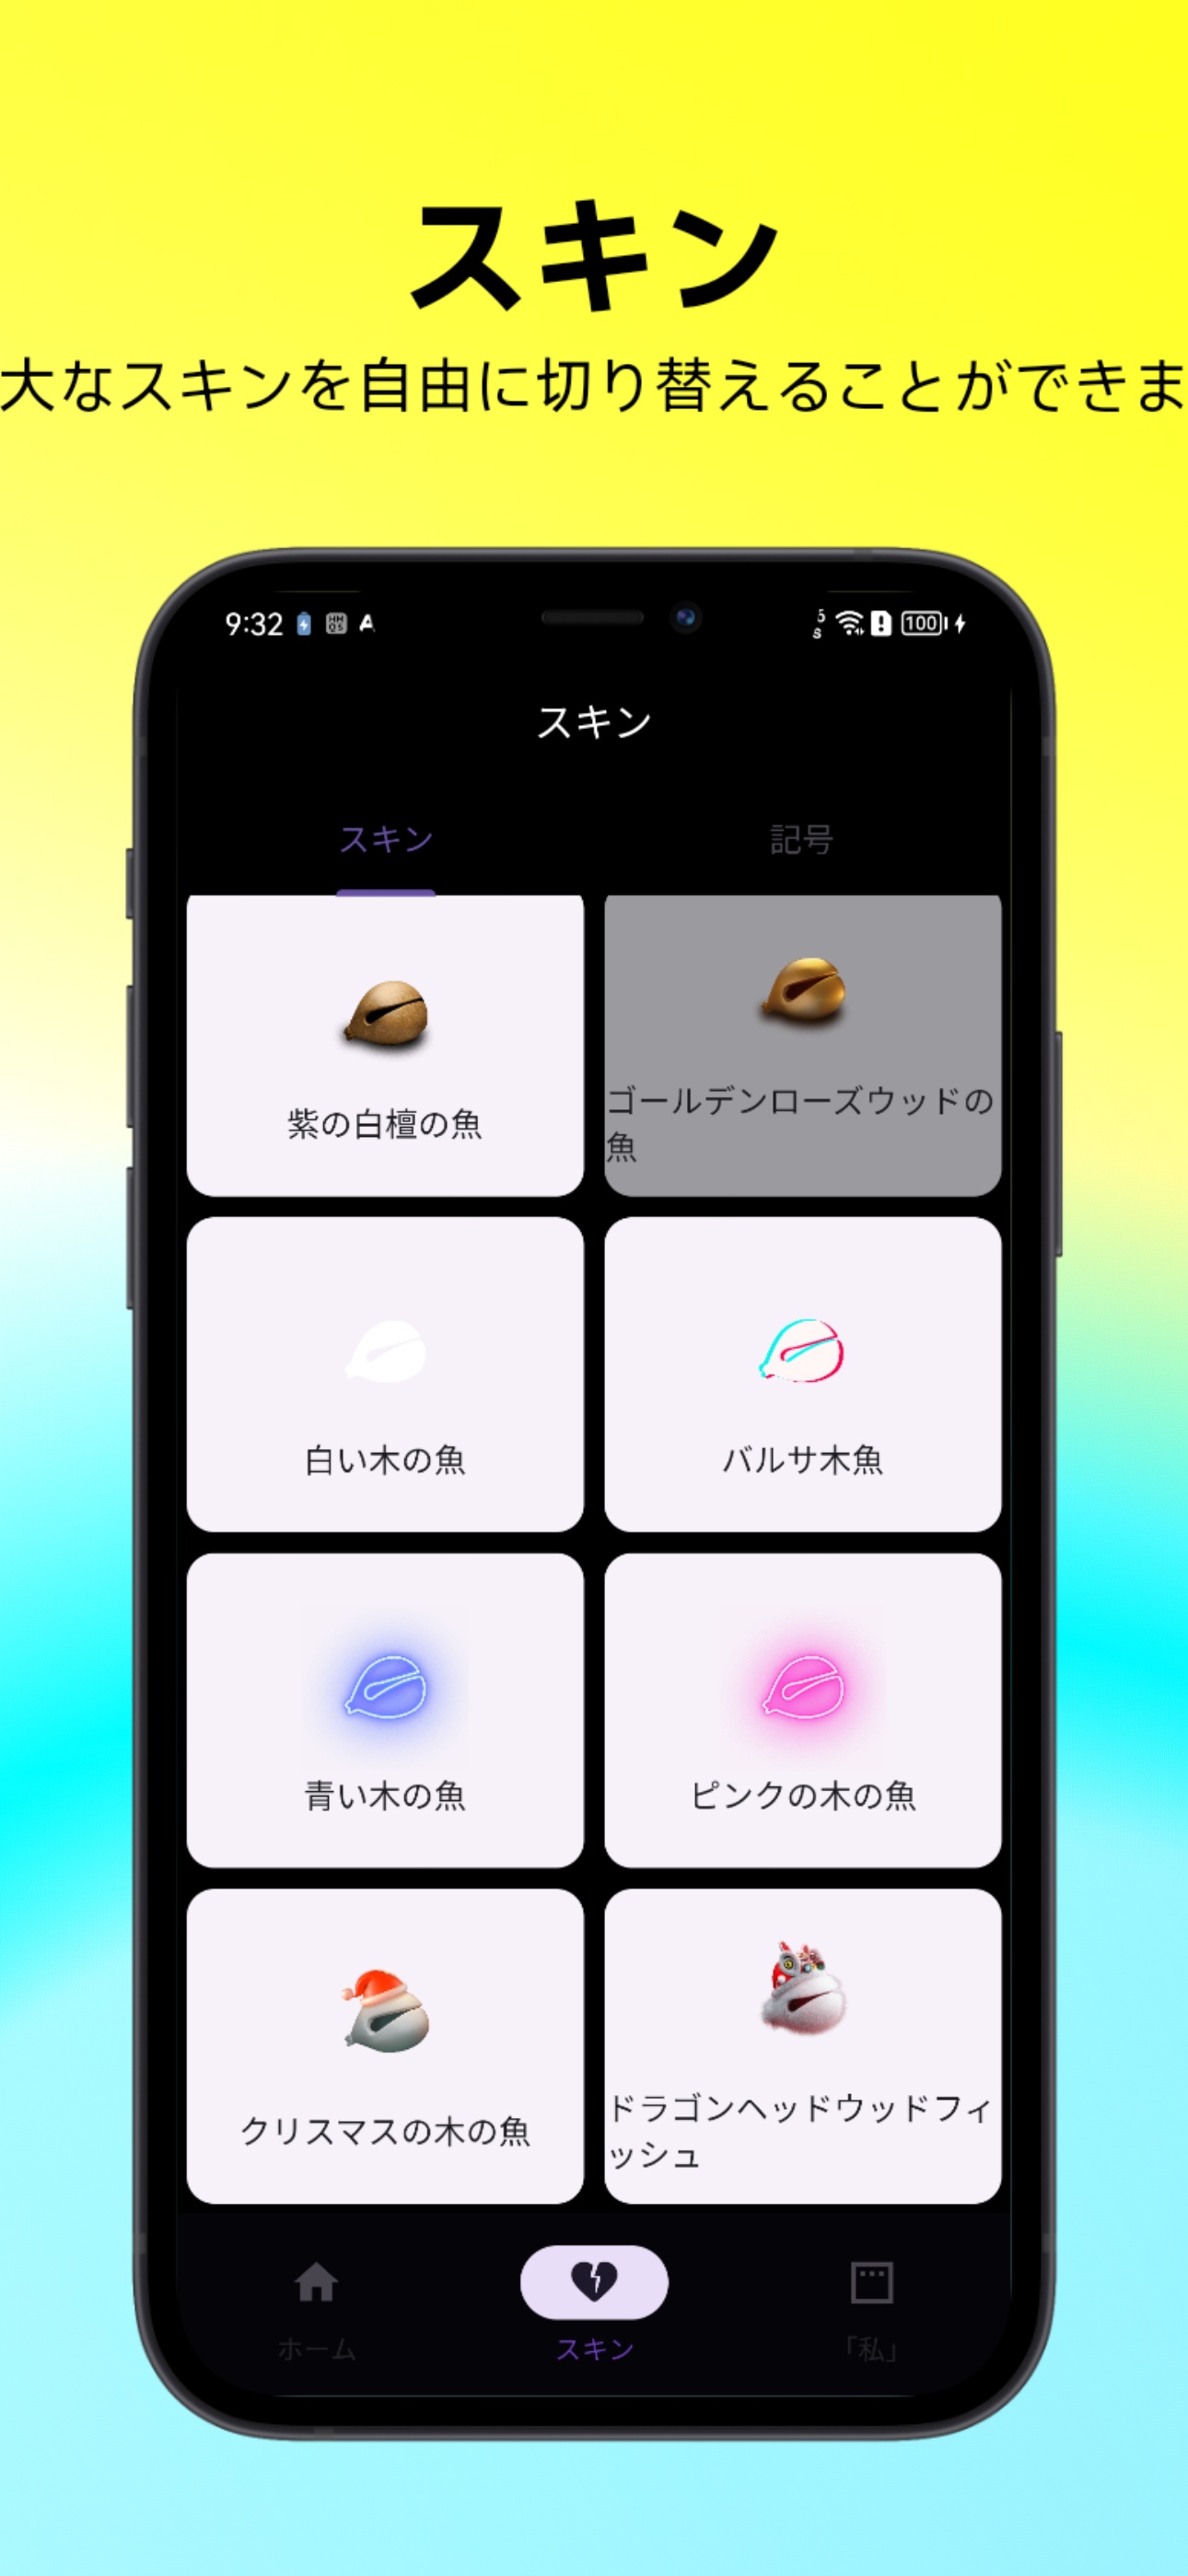 スキン
大なスキンを自由に切り替えることができま
9:32
100
スキン
スキン
記号
紫の白檀の魚
ゴールデンローズウッドの
魚
白い木の魚
バルサ木魚
青い木の魚
ピンクの木の魚
クリスマスの木の魚
ドラゴンヘッドウッドフィ
ッシュ
ホーム
スキン
「私」